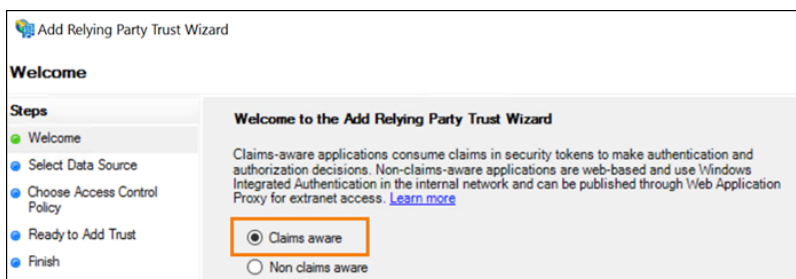 Add Relying Party Trust Wizard
Welcome
Steps
Welcome
Select Data Source
Choose Access Control
Policy
Ready to Add Trust
Finish
Welcome to the Add Relying Party Trust Wizard
Claims-aware applications consume claims in security tokens to make authentication and
authorization decisions. Non-claims-aware applications are web-based and use Windows
Integrated Authentication in the internal network and can be published through Web Application
Proxy for extranet access. Learn more
Claims aware
Non claims aware